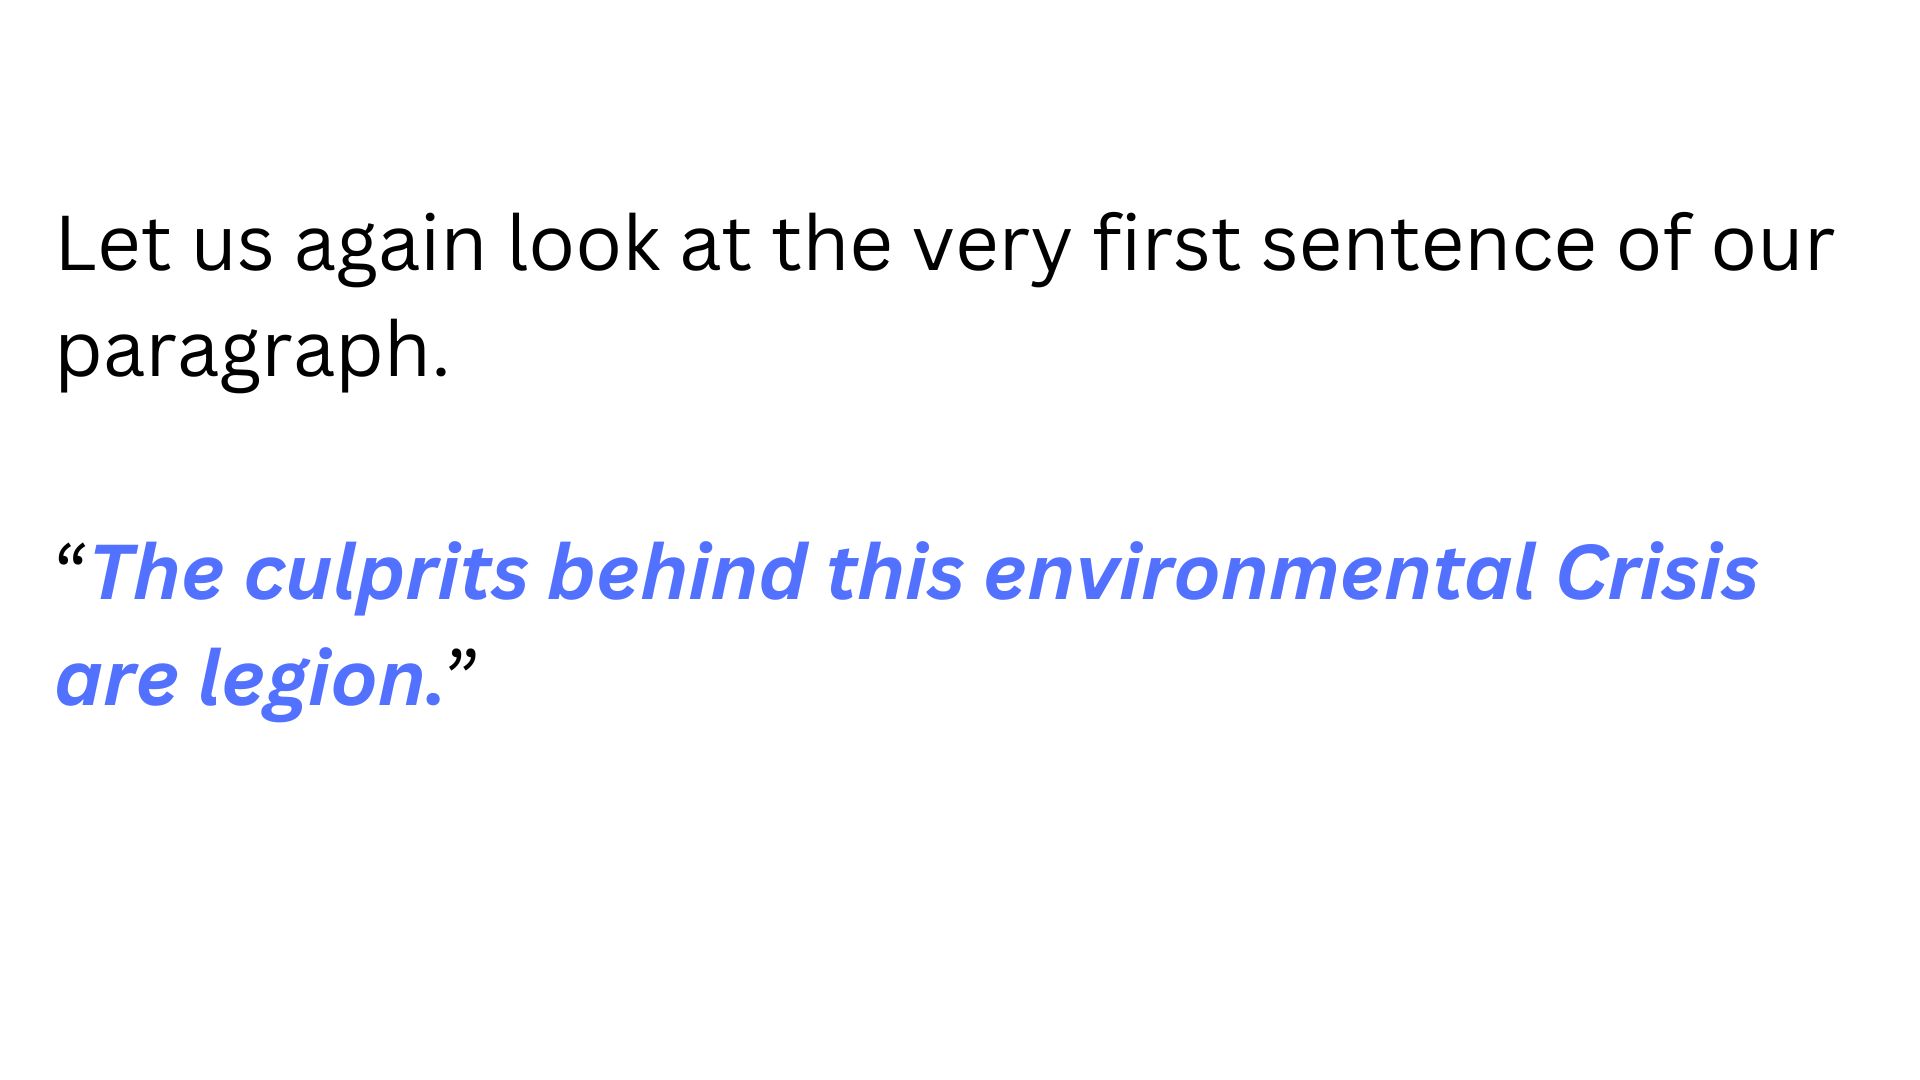 Let us again look at the very first sentence of our
paragraph.
“The culprits behind this environmental Crisis
are legion.”